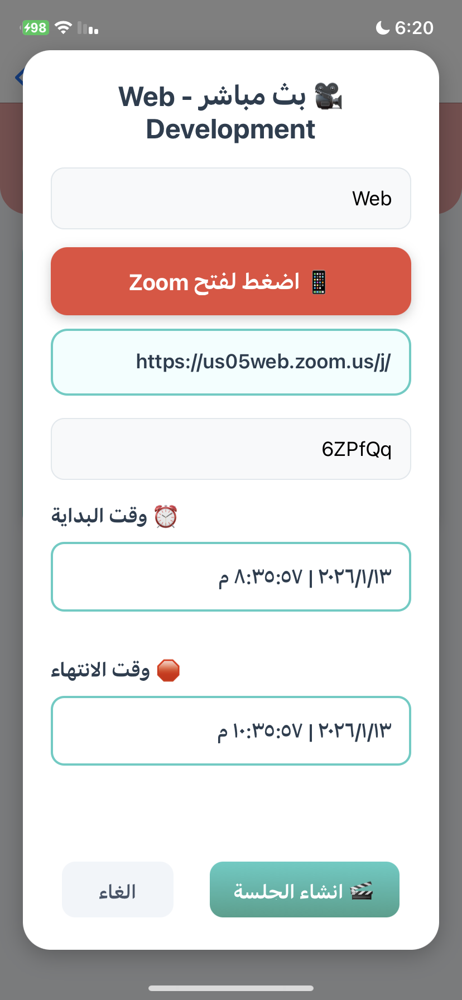 98
6:20
🎥 بث مباشر - Web
Development
Web
📱 اضغط لفتح Zoom
https://us05web.zoom.us/j/
6ZPfQq
⏰ وقت البداية
٢٠٢٦/١/١٣ | ٨:٣٥:٥٧ م
🛑 وقت الانتهاء
٢٠٢٦/١/١٣ | ١٠:٣٥:٥٧ م
🎬 انشاء الجلسة
الغاء